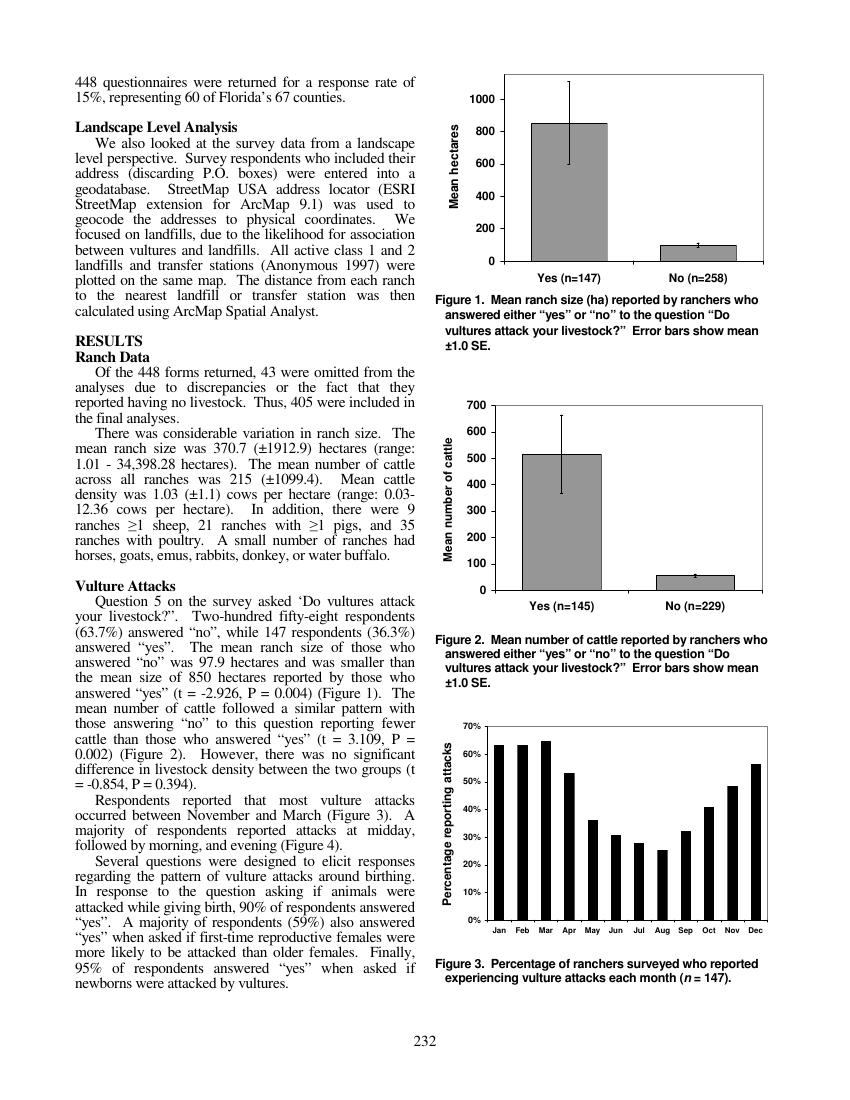 448 questionnaires were returned for a response rate of
15%, representing 60 of Florida's 67 counties.
Landscape Level Analysis
We also looked at the survey data from a landscape
level perspective. Survey respondents who included their
address (discarding P.O. boxes) were entered into a
geodatabase. StreetMap USA address locator (ESRI
StreetMap extension for ArcMap 9.1) was used to
geocode the addresses to physical coordinates. We
focused on landfills, due to the likelihood for association
between vultures and landfills. All active class 1 and 2
landfills and transfer stations (Anonymous 1997) were
plotted on the same map. The distance from each ranch
to the nearest landfill or transfer station was then
calculated using ArcMap Spatial Analyst.
RESULTS
Ranch Data
Of the 448 forms returned, 43 were omitted from the
analyses due to discrepancies or the fact that they
reported having no livestock. Thus, 405 were included in
the final analyses.
There was considerable variation in ranch size. The
mean ranch size was 370.7 (±1912.9) hectares (range:
1.01 - 34,398.28 hectares). The mean number of cattle
across all ranches was 215 (±1099.4). Mean cattle
density was 1.03 (±1.1) cows per hectare (range: 0.03-
12.36 cows per hectare). In addition, there were 9
ranches ≥1 sheep, 21 ranches with ≥1 pigs, and 35
ranches with poultry. A small number of ranches had
horses, goats, emus, rabbits, donkey, or water buffalo.
Vulture Attacks
Question 5 on the survey asked 'Do vultures attack
your livestock?". Two-hundred fifty-eight respondents
(63.7%) answered "no", while 147 respondents (36.3%)
answered "yes". The mean ranch size of those who
answered "no" was 97.9 hectares and was smaller than
the mean size of 850 hectares reported by those who
answered "yes" (t = -2.926, P = 0.004) (Figure 1). The
mean number of cattle followed a similar pattern with
those answering "no" to this question reporting fewer
cattle than those who answered "yes" (t = 3.109, P =
0.002) (Figure 2). However, there was no significant
difference in livestock density between the two groups (t
= -0.854, P = 0.394).
Respondents reported that most vulture attacks
occurred between November and March (Figure 3). A
majority of respondents reported attacks at midday,
followed by morning, and evening (Figure 4).
Several questions were designed to elicit responses
regarding the pattern of vulture attacks around birthing.
In response to the question asking if animals were
attacked while giving birth, 90% of respondents answered
"yes". A majority of respondents (59%) also answered
"yes" when asked if first-time reproductive females were
more likely to be attacked than older females. Finally,
95% of respondents answered "yes" when asked if
newborns were attacked by vultures.
Mean hectares
1000
800
600
400
200
0
Yes (n=147) No (n=258)
Figure 1. Mean ranch size (ha) reported by ranchers who
answered either "yes" or "no" to the question "Do
vultures attack your livestock?" Error bars show mean
±1.0 SE.
Mean number of cattle
700
600
500
400
300
200
100
0
Yes (n=145) No (n=229)
Figure 2. Mean number of cattle reported by ranchers who
answered either "yes" or "no" to the question "Do
vultures attack your livestock?" Error bars show mean
±1.0 SE.
Percentage reporting attacks
70%
60%
50%
40%
30%
20%
10%
0%
Jan Feb Mar Apr May Jun Jul Aug Sep Oct Nov Dec
Figure 3. Percentage of ranchers surveyed who reported
experiencing vulture attacks each month (n = 147).
232